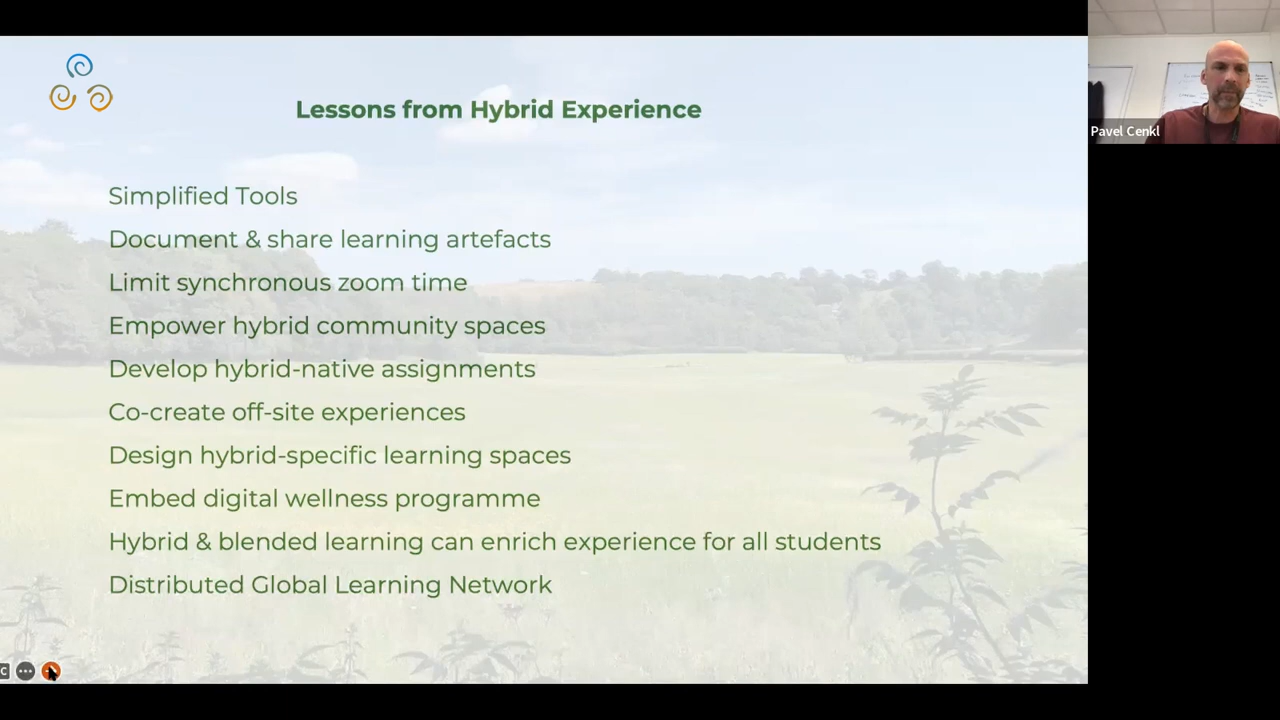 Lessons from Hybrid Experience
Pavel Cenkl
Simplified Tools
Document & share learning artefacts
Limit synchronous zoom time
Empower hybrid community spaces
Develop hybrid-native assignments
Co-create off-site experiences
Design hybrid-specific learning spaces
Embed digital wellness programme
Hybrid & blended learning can enrich experience for all students
Distributed Global Learning Network